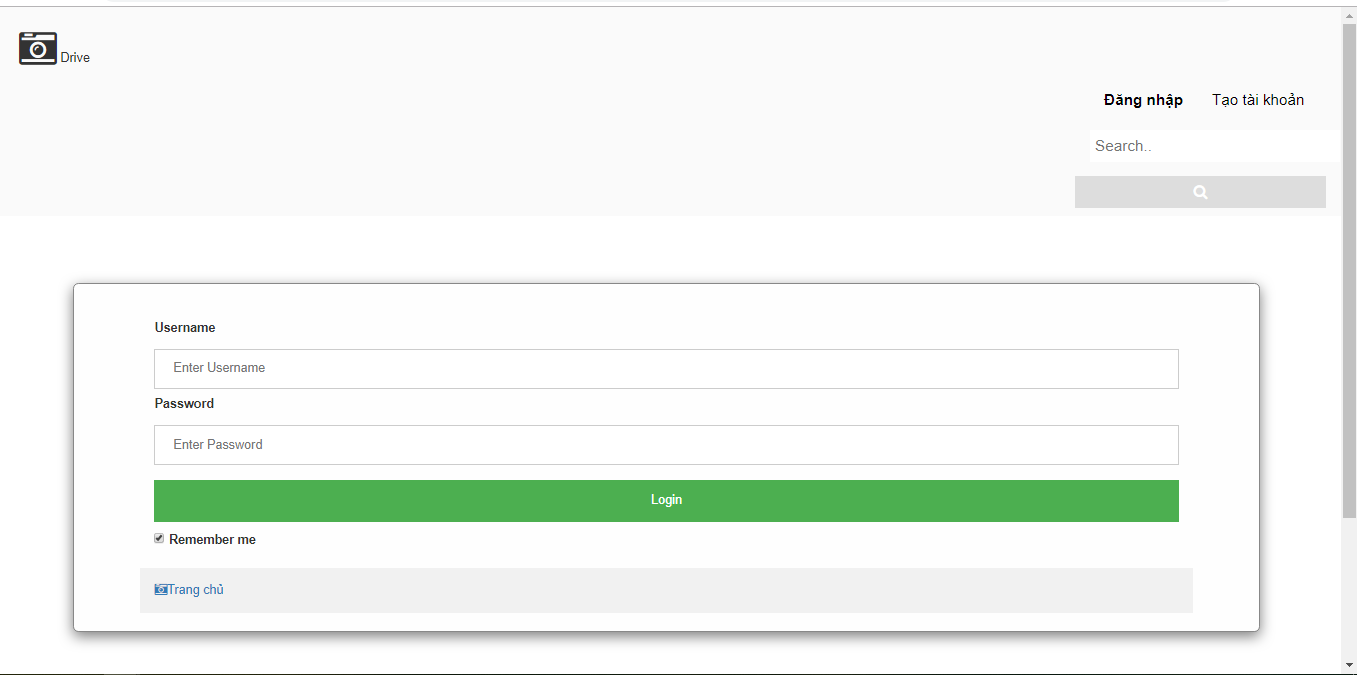 Drive
Đăng nhập Tạo tài khoản
Search..
Username
Enter Username
Password
Enter Password
Login
Remember me
Trang chủ